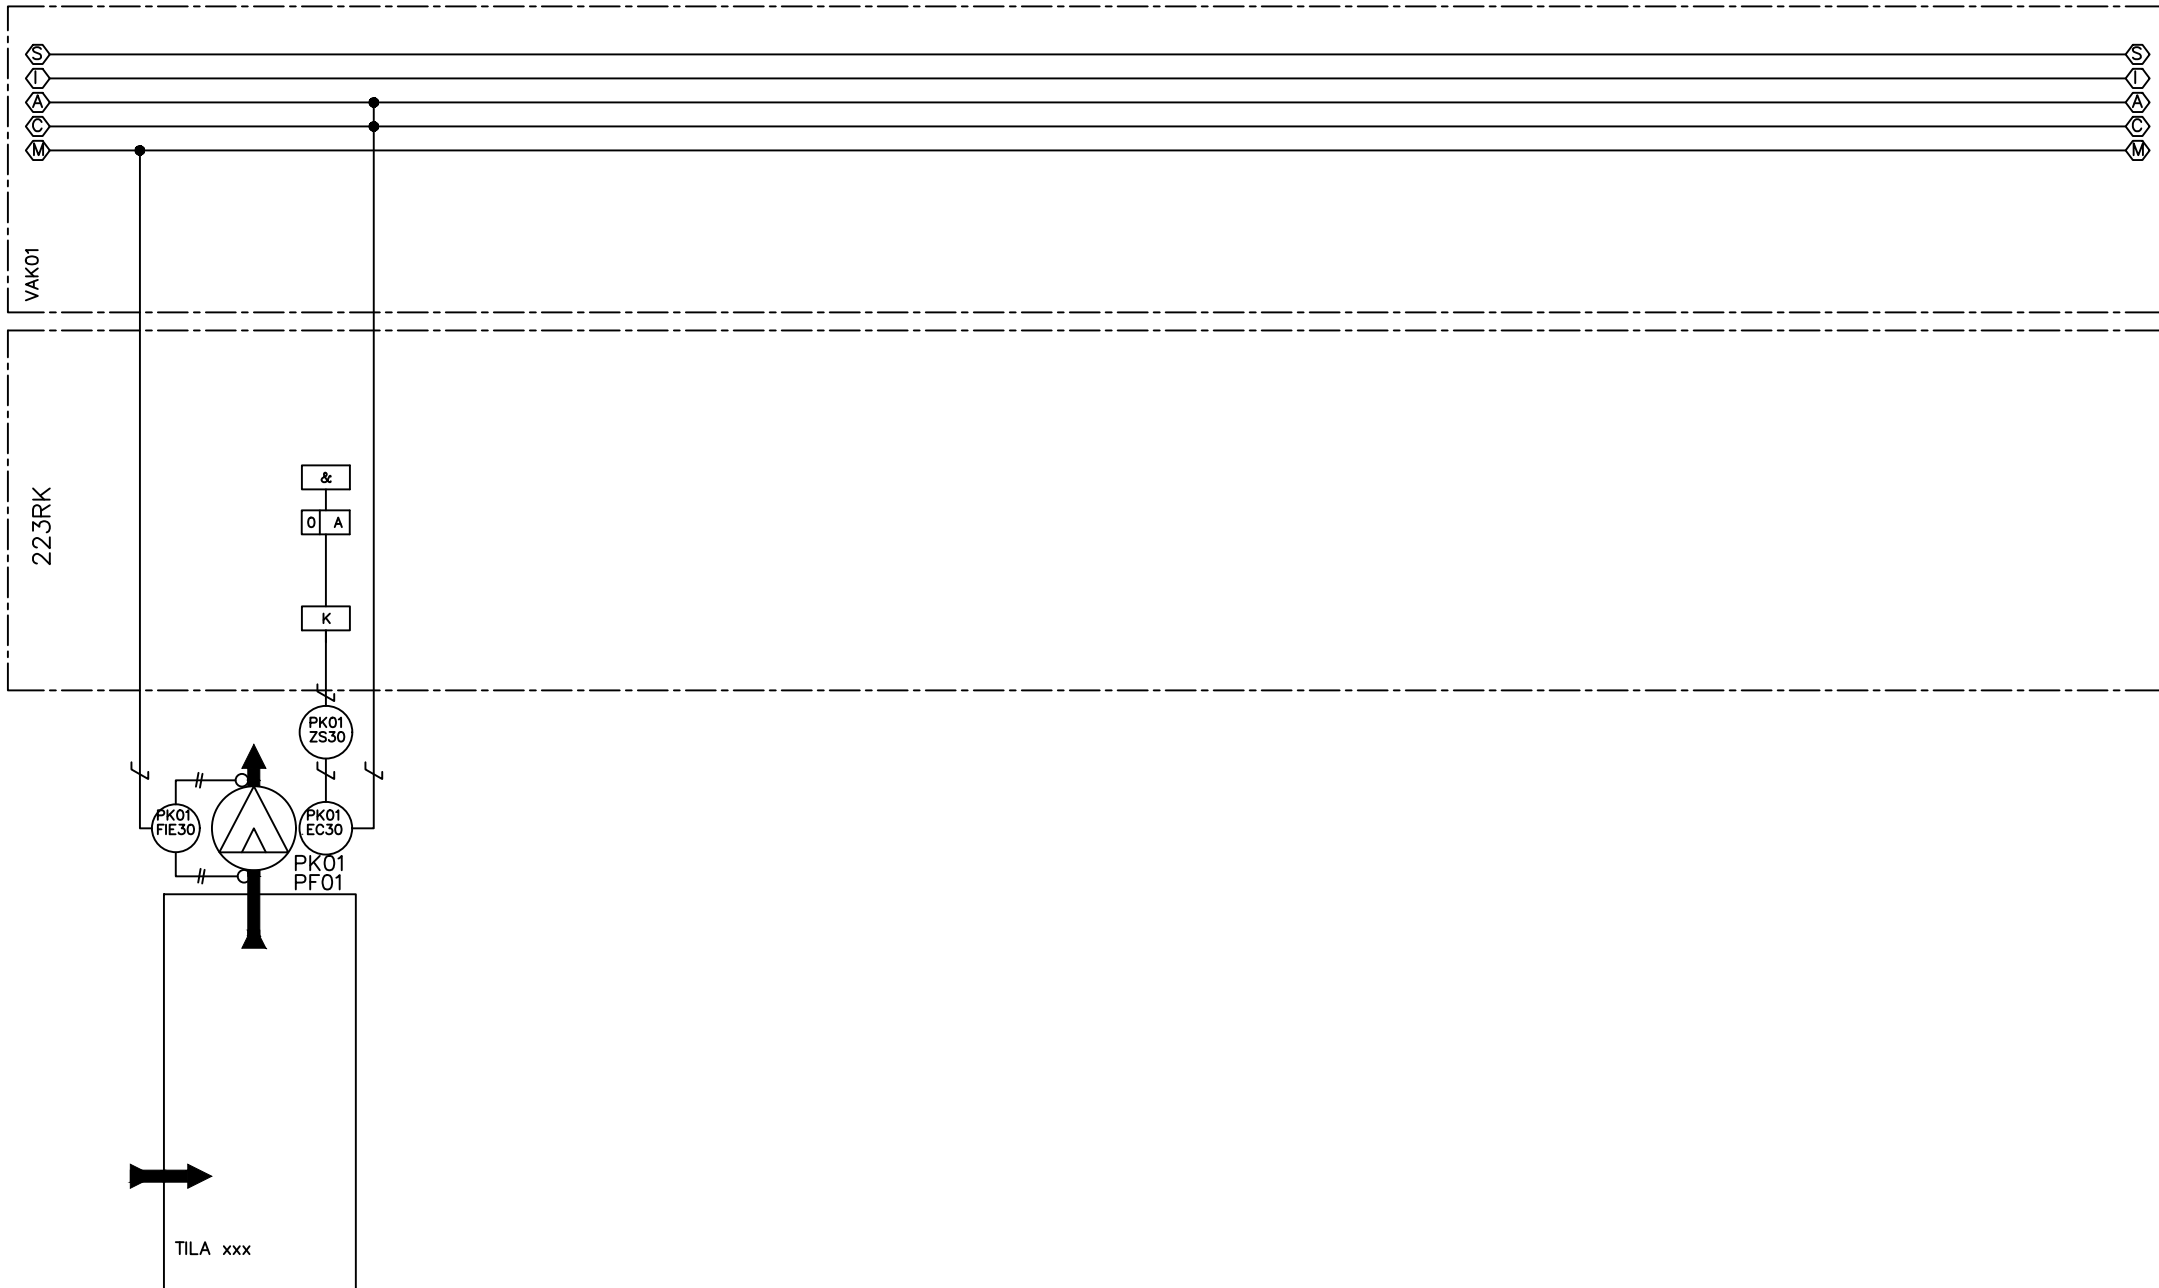 S S
I I
A A
C C
M M
VAK01
223RK
&
0 A
K
PK01
ZS30
PK01
FIE30
PK01
EC30
PK01
PF01
TILA xxx